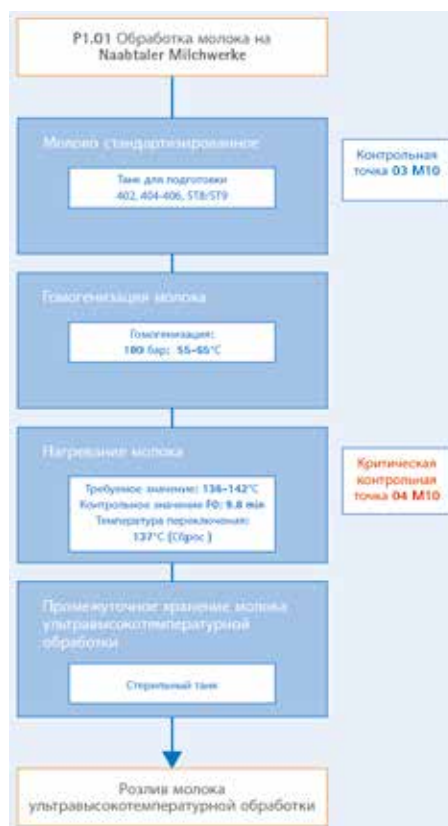 P1.01 Обработка молока на
Naabtaler Milchwerke
Молоко стандартизированное
Танк для подготовки
402, 404-406, ST8/ST9
Контрольная
точка 03 M10
Гомогенизация молока
Гомогенизация:
180 бар; 55–65°C
Нагревание молока
Требуемое значение: 136–142°C
Контрольное значение F0: 9.8 min
Температура переключения:
137°C (Сброс )
Критическая
контрольная
точка 04 M10
Промежуточное хранение молока
ультравысокотемпературной
обработки
Стерильный танк
Розлив молока
ультравысокотемпературной обработки